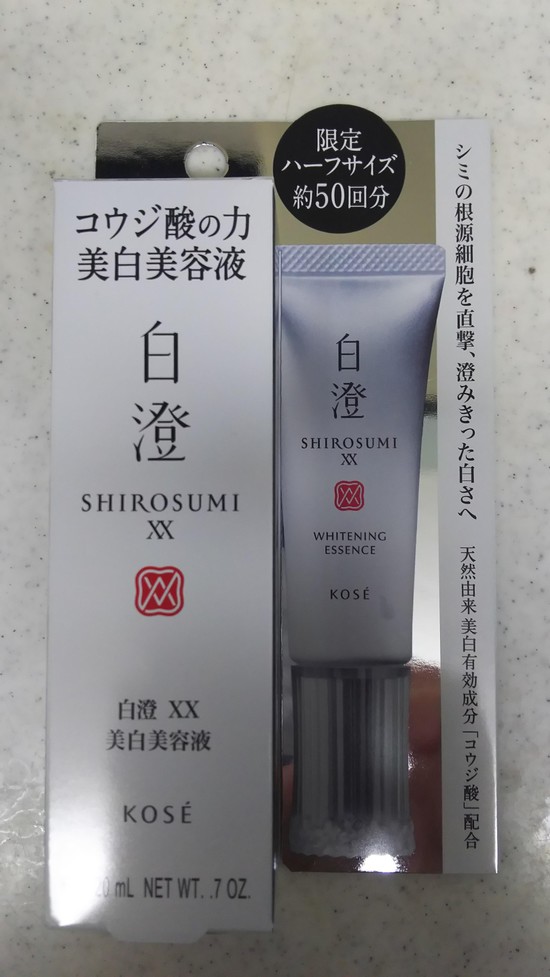 コウジ酸の力
美白美容液
白
澄
SHIROSUMI
XX
白澄 XX
美白美容液
KOSÉ
mL NET WT. .7 OZ.
限定
ハーフサイズ
約50回分
白
澄
SHIROSUMI
XX
WHITENING
ESSENCE
KOSÉ
シミの根源細胞を直撃、澄みきった白さへ
天然由来 美白有効成分「コウジ酸」配合